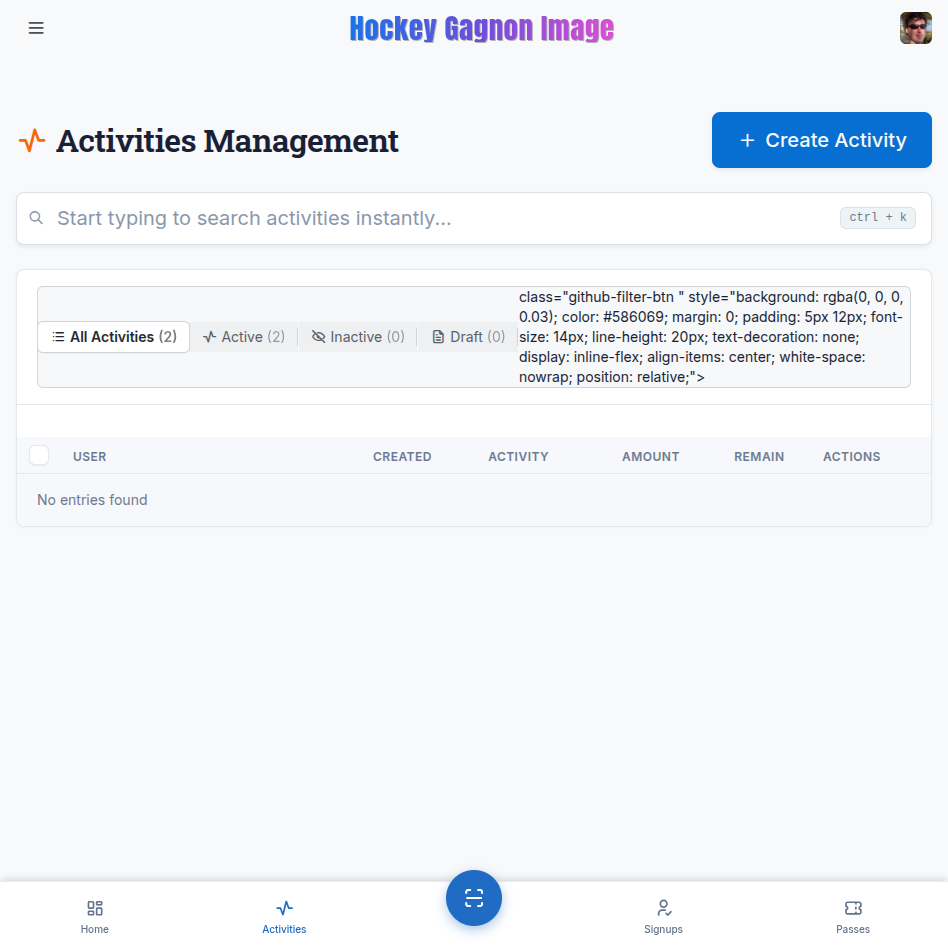 Hockey Gagnon Image
Activities Management
+ Create Activity
Start typing to search activities instantly...
ctrl + k
All Activities (2)
Active (2)
Inactive (0)
Draft (0)
class="github-filter-btn " style="background: rgba(0, 0, 0,
0.03); color: #586069; margin: 0; padding: 5px 12px; font-
size: 14px; line-height: 20px; text-decoration: none;
display: inline-flex; align-items: center; white-space:
nowrap; position: relative;">
USER CREATED ACTIVITY AMOUNT REMAIN ACTIONS
No entries found
Home Activities Signups Passes